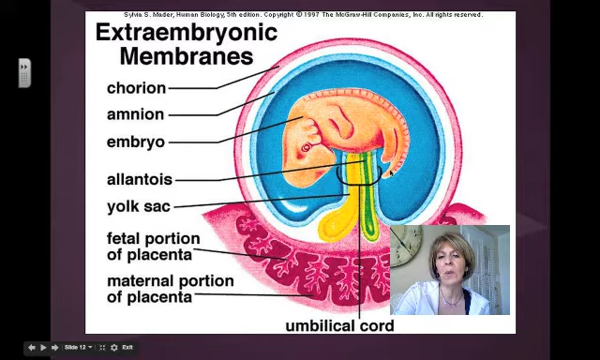 Sylvia S. Mader, Human Biology, 5th edition. Copyright © 1997 The McGraw-Hill Companies, Inc. All rights reserved.
Extraembryonic
Membranes
chorion
amnion
embryo
allantois
yolk sac
fetal portion
of placenta
maternal portion
of placenta
umbilical cord
Slide 12
Exit